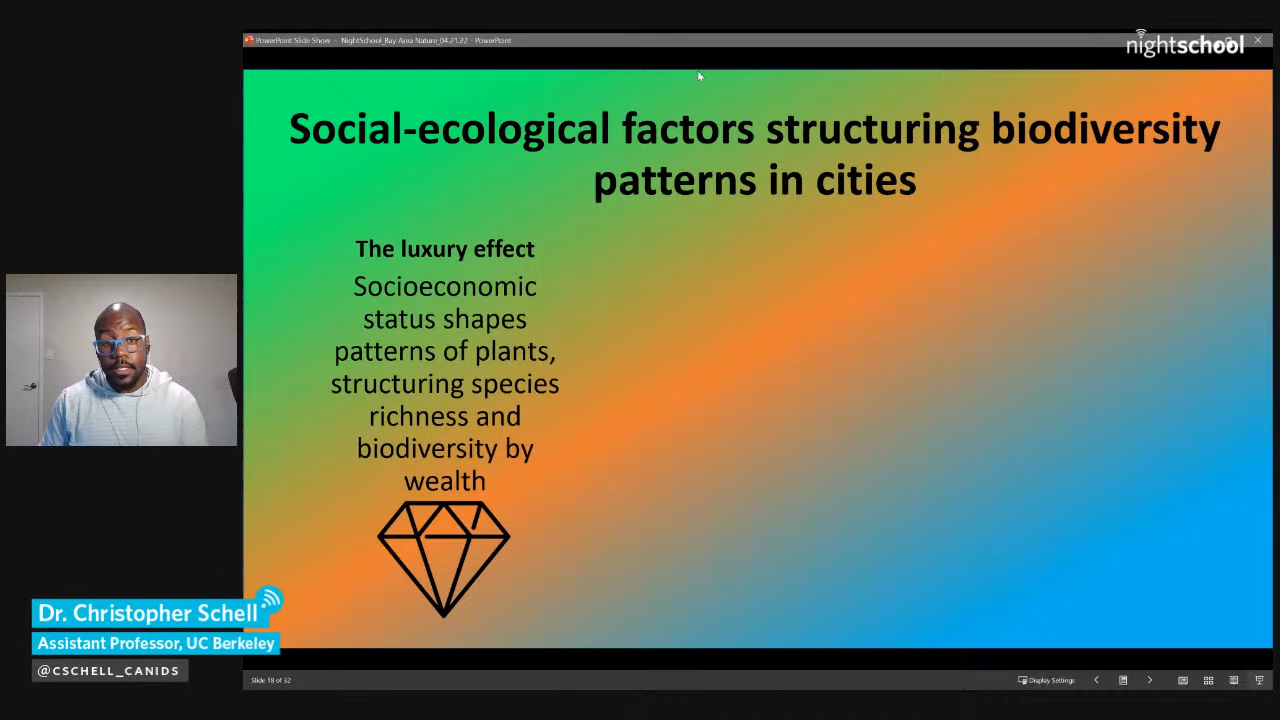 PowerPoint Slide Show - NightSchool_Bay Area Nature_04.21.22 - PowerPoint
nightschool
Social-ecological factors structuring biodiversity
patterns in cities
The luxury effect
Socioeconomic
status shapes
patterns of plants,
structuring species
richness and
biodiversity by
wealth
Dr. Christopher Schell
Assistant Professor, UC Berkeley
@CSCHELL_CANIDS
Slide 18 of 32
Display Settings